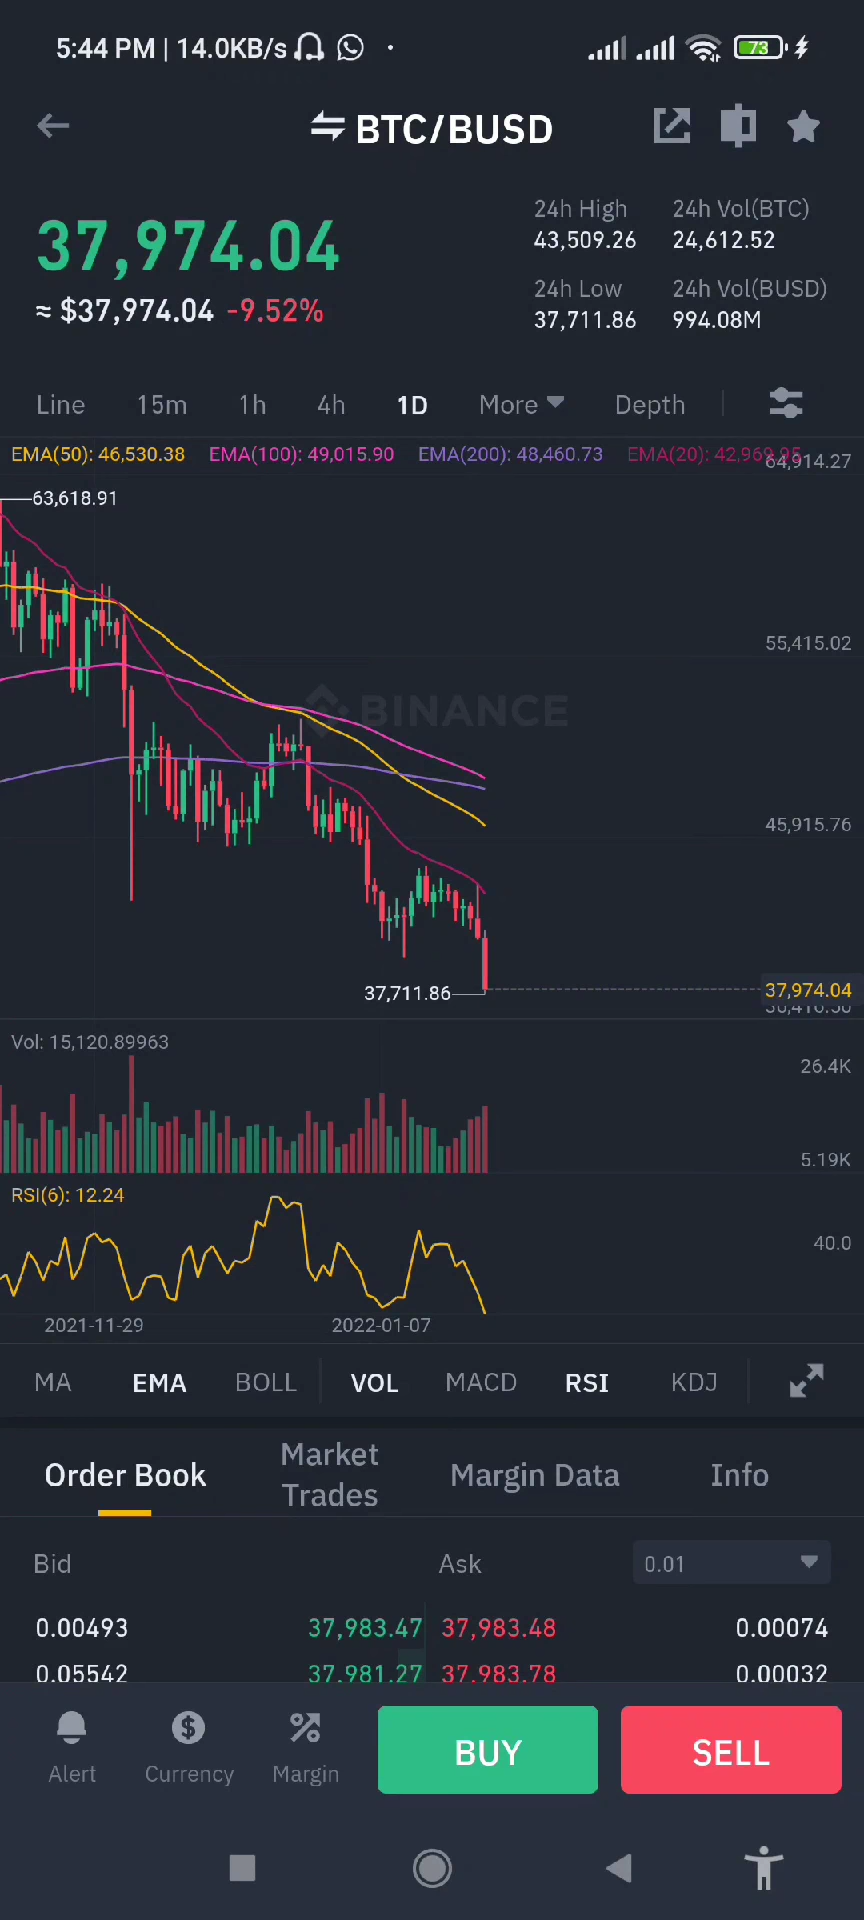 5:44 PM | 14.0KB/s
73
BTC/BUSD
37,974.04
≈ $37,974.04 -9.52%
24h High
43,509.26
24h Vol(BTC)
24,612.52
24h Low
37,711.86
24h Vol(BUSD)
994.08M
Line 15m 1h 4h 1D More Depth
EMA(50): 46,530.38 EMA(100): 49,015.90 EMA(200): 48,460.73 EMA(20): 42,969.95
64,914.27
63,618.91
55,415.02
BINANCE
45,915.76
37,711.86
37,974.04
Vol: 15,120.89963
26.4K
5.19K
RSI(6): 12.24
40.0
2021-11-29 2022-01-07
MA EMA BOLL VOL MACD RSI KDJ
Order Book
Market
Trades
Margin Data
Info
Bid Ask 0.01
0.00493 37,983.47 37,983.48 0.00074
0.05542 37,981.27 37,983.78 0.00032
Alert Currency Margin BUY SELL